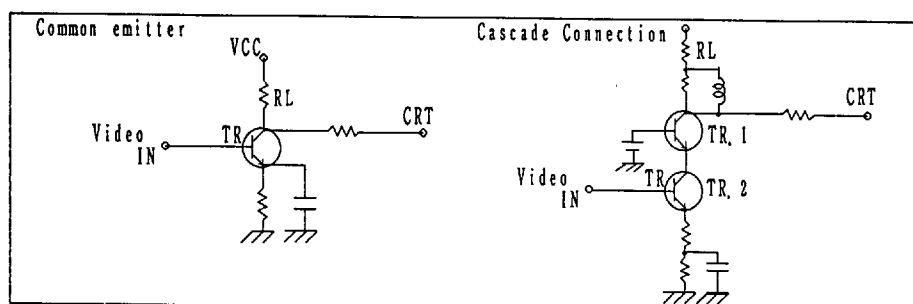 Common emitter
VCC
RL
CRT
Video
IN
TR
Cascade Connection
RL
CRT
TR. 1
Video
IN
TR
TR. 2